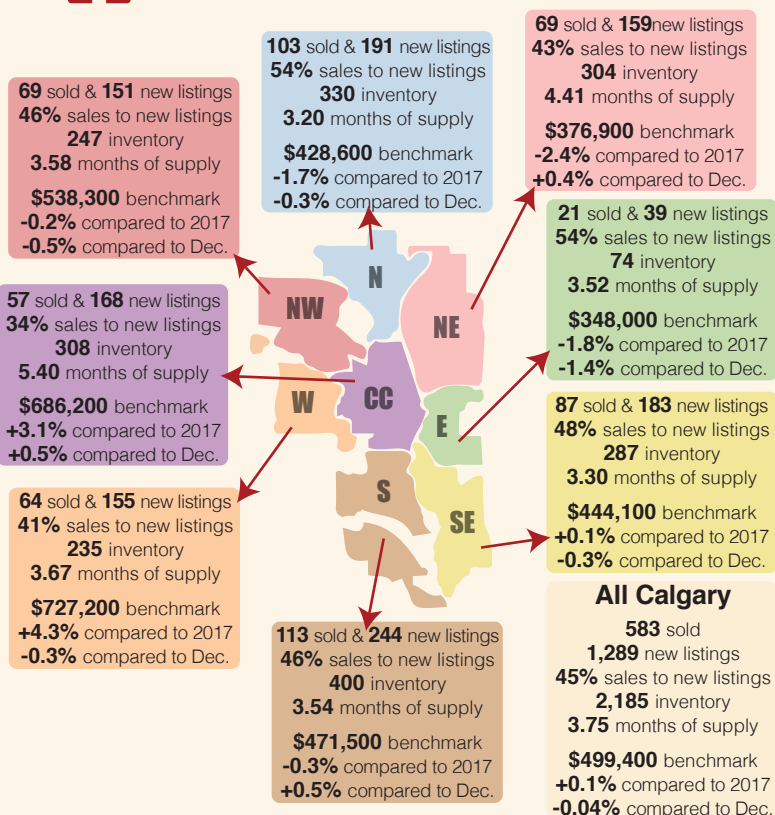 69 sold & 151 new listings
46% sales to new listings
247 inventory
3.58 months of supply
$538,300 benchmark
-0.2% compared to 2017
-0.5% compared to Dec.
103 sold & 191 new listings
54% sales to new listings
330 inventory
3.20 months of supply
$428,600 benchmark
-1.7% compared to 2017
-0.3% compared to Dec.
69 sold & 159new listings
43% sales to new listings
304 inventory
4.41 months of supply
$376,900 benchmark
-2.4% compared to 2017
+0.4% compared to Dec.
21 sold & 39 new listings
54% sales to new listings
74 inventory
3.52 months of supply
$348,000 benchmark
-1.8% compared to 2017
-1.4% compared to Dec.
57 sold & 168 new listings
34% sales to new listings
308 inventory
5.40 months of supply
$686,200 benchmark
+3.1% compared to 2017
+0.5% compared to Dec.
N
NW
NE
W
CC
E
S
SE
87 sold & 183 new listings
48% sales to new listings
287 inventory
3.30 months of supply
$444,100 benchmark
+0.1% compared to 2017
-0.3% compared to Dec.
64 sold & 155 new listings
41% sales to new listings
235 inventory
3.67 months of supply
$727,200 benchmark
+4.3% compared to 2017
-0.3% compared to Dec.
113 sold & 244 new listings
46% sales to new listings
400 inventory
3.54 months of supply
$471,500 benchmark
-0.3% compared to 2017
+0.5% compared to Dec.
All Calgary
583 sold
1,289 new listings
45% sales to new listings
2,185 inventory
3.75 months of supply
$499,400 benchmark
+0.1% compared to 2017
-0.04% compared to Dec.